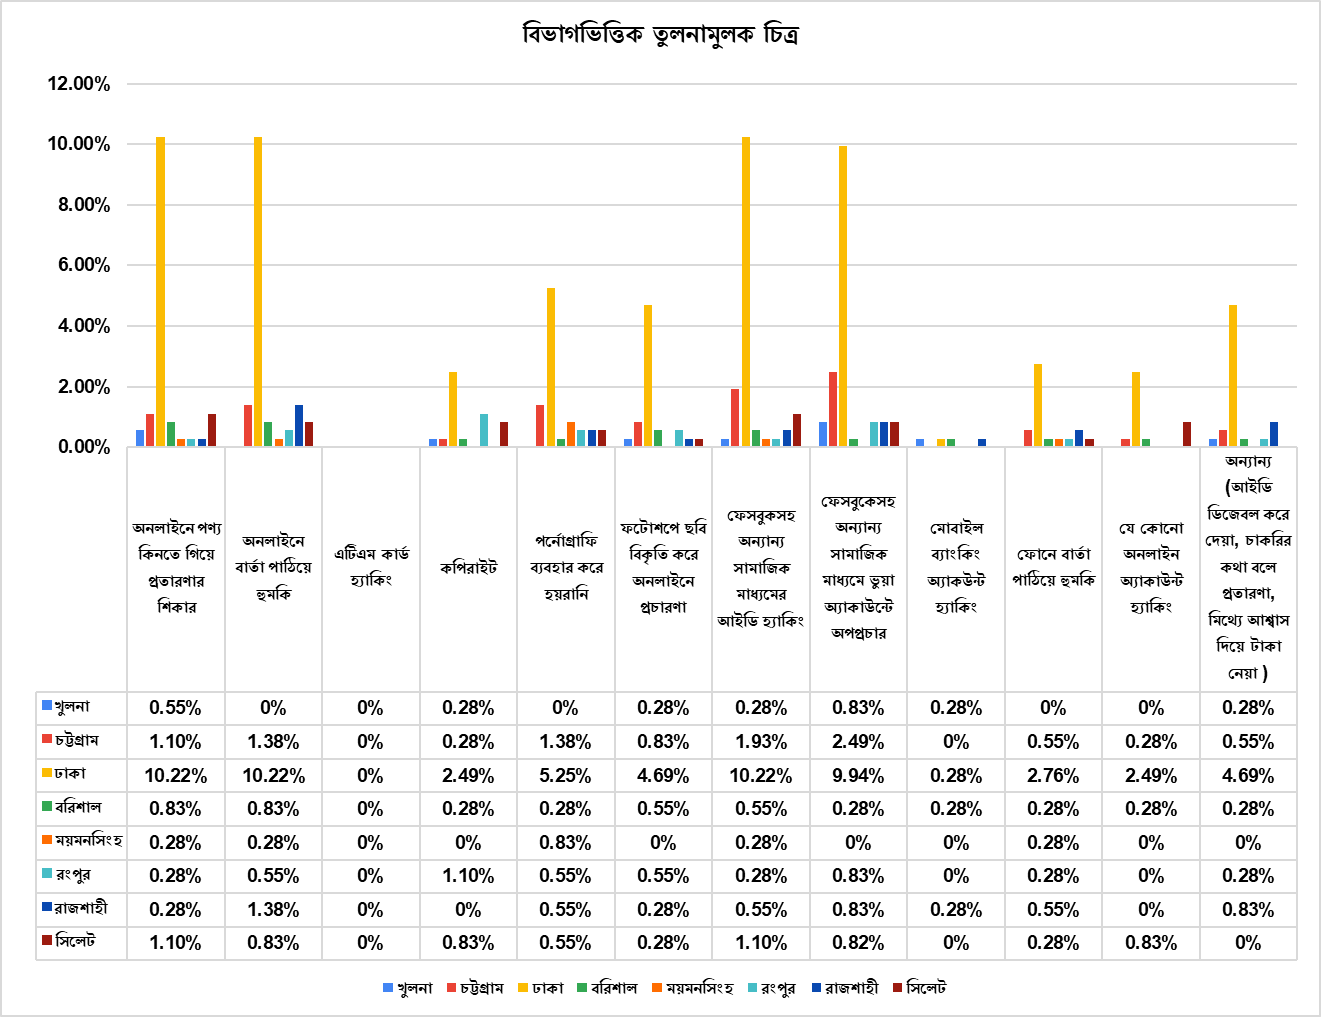 বিভাগভিত্তিক তুলনামুলক চিত্র
12.00%
10.00%
8.00%
6.00%
4.00%
2.00%
0.00%
অনলাইনে পণ্য
কিনতে গিয়ে
প্রতারণার
শিকার
অনলাইনে
বার্তা পাঠিয়ে
হুমকি
এটিএম কার্ড
হ্যাকিং
কপিরাইট
পর্নোগ্রাফি
ব্যবহার করে
হয়রানি
ফটোশপে ছবি
বিকৃতি করে
অনলাইনে
প্রচারণা
ফেসবুকসহ
অন্যান্য
সামাজিক
মাধ্যমের
আইডি হ্যাকিং
ফেসবুকেসহ
অন্যান্য
সামাজিক
মাধ্যমে ভুয়া
অ্যাকাউন্টে
অপপ্রচার
মোবাইল
ব্যাংকিং
অ্যাকউন্ট
হ্যাকিং
ফোনে বার্তা
পাঠিয়ে হুমকি
যে কোনো
অনলাইন
অ্যাকাউন্ট
হ্যাকিং
অন্যান্য
(আইডি
ডিজেবল করে
দেয়া, চাকরির
কথা বলে
প্রতারণা,
মিথ্যে আশ্বাস
দিয়ে টাকা
নেয়া )
খুলনা 0.55% 0% 0% 0.28% 0% 0.28% 0.28% 0.83% 0.28% 0% 0% 0.28%
চট্টগ্রাম 1.10% 1.38% 0% 0.28% 1.38% 0.83% 1.93% 2.49% 0% 0.55% 0.28% 0.55%
ঢাকা 10.22% 10.22% 0% 2.49% 5.25% 4.69% 10.22% 9.94% 0.28% 2.76% 2.49% 4.69%
বরিশাল 0.83% 0.83% 0% 0.28% 0.28% 0.55% 0.55% 0.28% 0.28% 0.28% 0.28% 0.28%
ময়মনসিংহ 0.28% 0.28% 0% 0% 0.83% 0% 0.28% 0% 0% 0.28% 0% 0%
রংপুর 0.28% 0.55% 0% 1.10% 0.55% 0.55% 0.28% 0.83% 0% 0.28% 0% 0.28%
রাজশাহী 0.28% 1.38% 0% 0% 0.55% 0.28% 0.55% 0.83% 0.28% 0.55% 0% 0.83%
সিলেট 1.10% 0.83% 0% 0.83% 0.55% 0.28% 1.10% 0.82% 0% 0.28% 0.83% 0%
খুলনা চট্টগ্রাম ঢাকা বরিশাল ময়মনসিংহ রংপুর রাজশাহী সিলেট